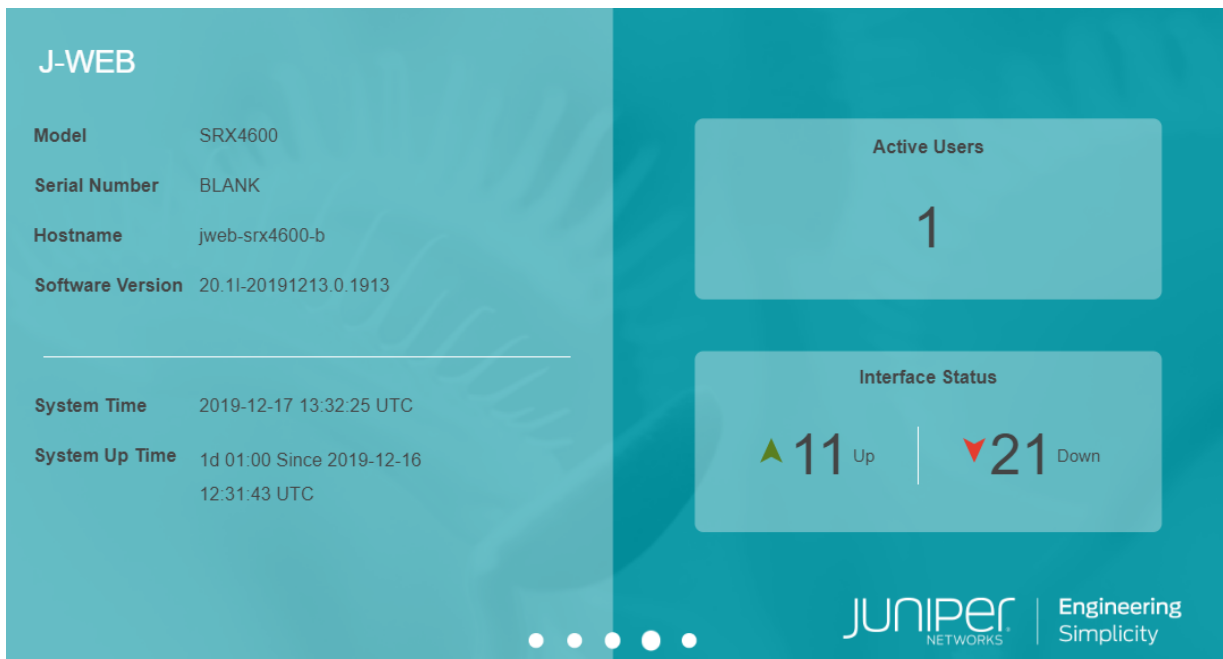 J-WEB
Model SRX4600
Serial Number BLANK
Hostname jweb-srx4600-b
Software Version 20.1I-20191213.0.1913
System Time 2019-12-17 13:32:25 UTC
System Up Time 1d 01:00 Since 2019-12-16
12:31:43 UTC
Active Users
1
Interface Status
11 Up 21 Down
JUNIPER
NETWORKS
Engineering
Simplicity